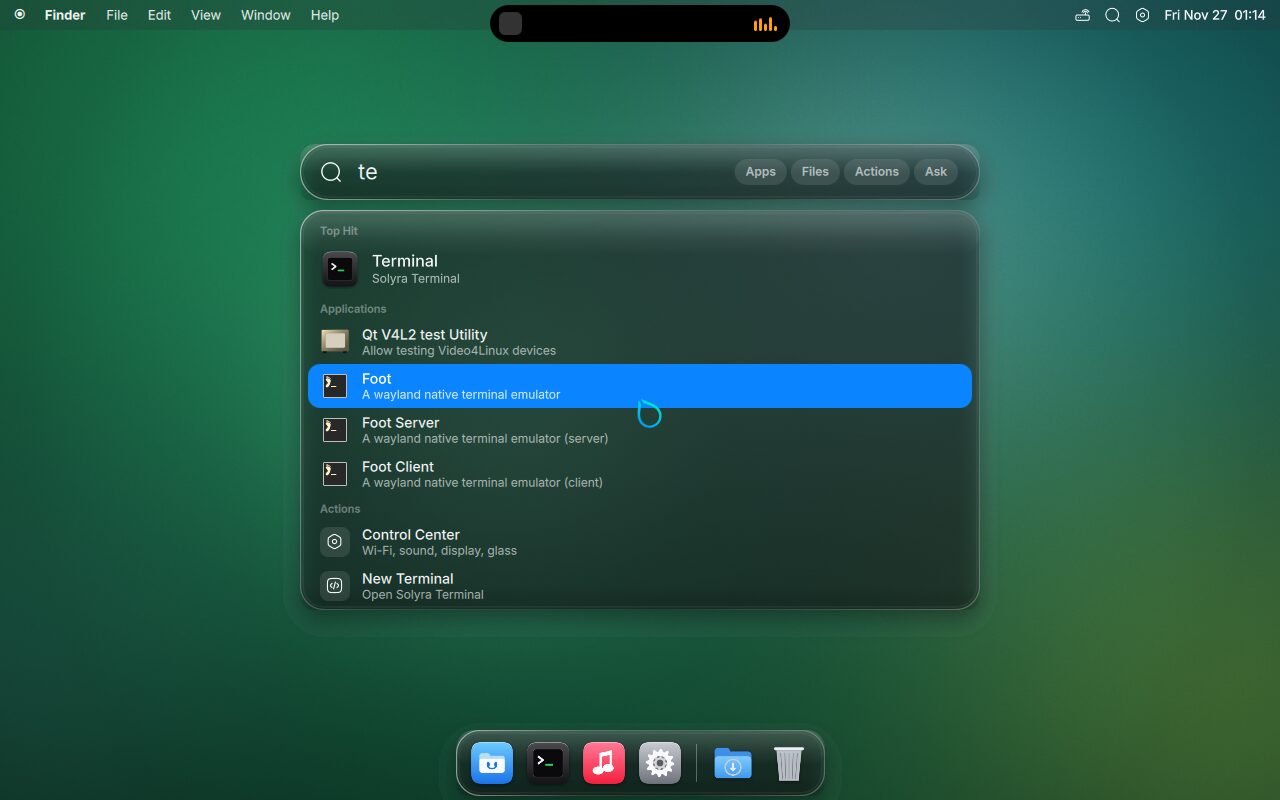 Finder File Edit View Window Help Fri Nov 27 01:14
te Apps Files Actions Ask
Top Hit
Terminal
Solyra Terminal
Applications
Qt V4L2 test Utility
Allow testing Video4Linux devices
Foot
A wayland native terminal emulator
Foot Server
A wayland native terminal emulator (server)
Foot Client
A wayland native terminal emulator (client)
Actions
Control Center
Wi-Fi, sound, display, glass
New Terminal
Open Solyra Terminal